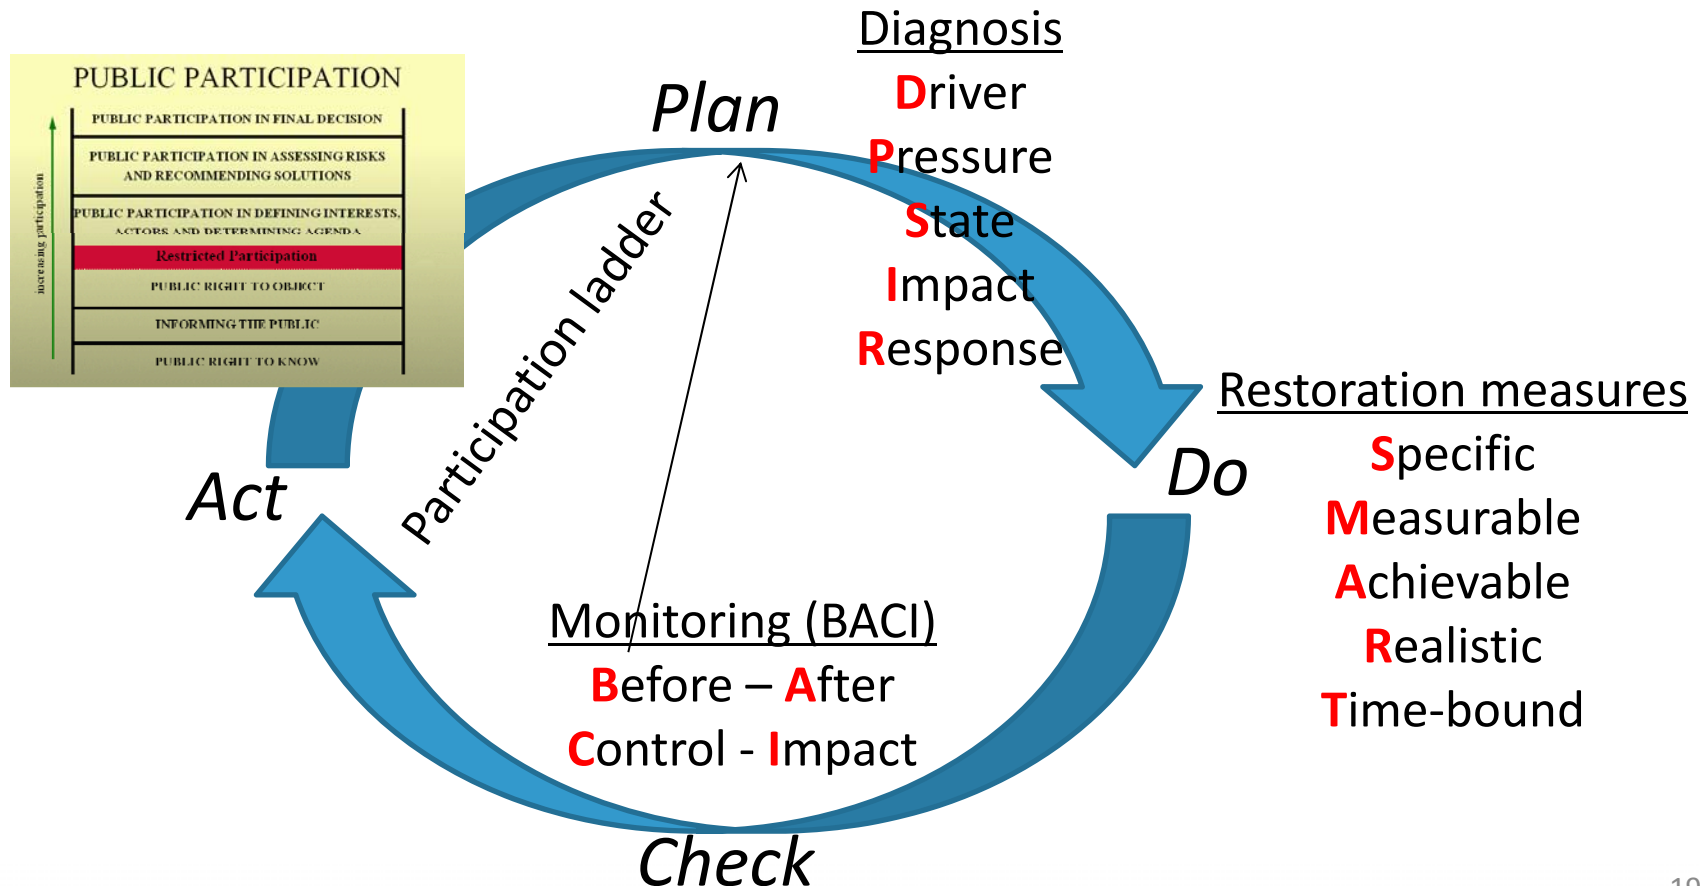 PUBLIC PARTICIPATION
PUBLIC PARTICIPATION IN FINAL DECISION
PUBLIC PARTICIPATION IN ASSESSING RISKS
AND RECOMMENDING SOLUTIONS
PUBLIC PARTICIPATION IN DEFINING INTERESTS,
ACTORS AND DETERMINING AGENDA
Restricted Participation
PUBLIC RIGHT TO OBJECT
INFORMING THE PUBLIC
PUBLIC RIGHT TO KNOW
increasing participation
Plan
Diagnosis
Driver
Pressure
State
Impact
Response
Participation ladder
Restoration measures
Specific
Measurable
Achievable
Realistic
Time-bound
Do
Act
Monitoring (BACI)
Before – After
Control - Impact
Check